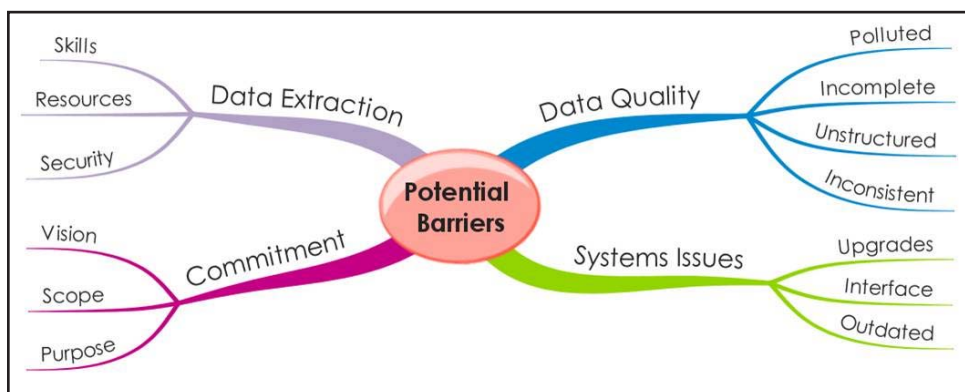 Potential
Barriers
Data Extraction
Skills
Resources
Security
Commitment
Vision
Scope
Purpose
Data Quality
Polluted
Incomplete
Unstructured
Inconsistent
Systems Issues
Upgrades
Interface
Outdated